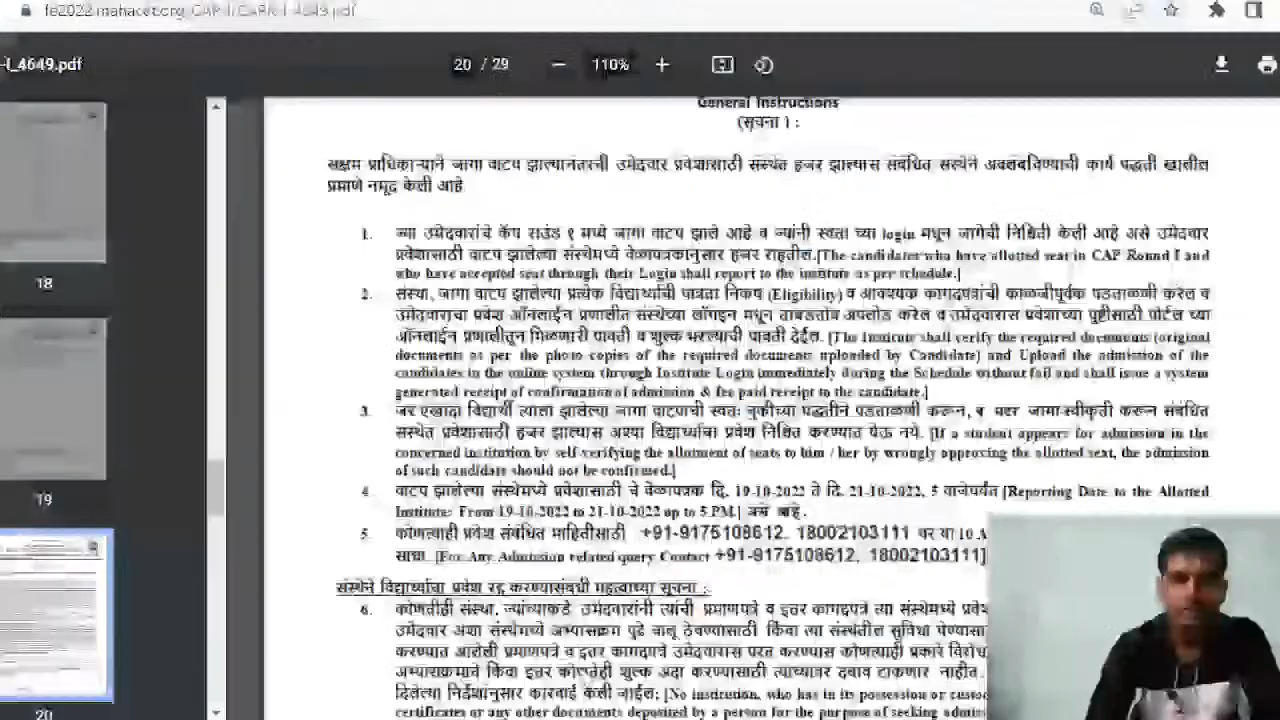 fe2022.mahacet.org
-I_4649.pdf
20 / 29
110%
18
19
20
General Instructions
(सूचना ) :
सक्षम प्राधिकाऱ्याने जागा वाटप झाल्यानंतरची उमेदवार प्रवेशासाठी संस्थेत हजर झाल्यास संबंधित संस्थेने अवलंबविण्याची कार्य पद्धती खालील
प्रमाणे नमूद केली आहे
1. ज्या उमेदवारांचे कॅप राउंड १ मध्ये जागा वाटप झाले आहे व ज्यांनी स्वता च्या login मधून जागेची निश्चिती केली आहे असे उमेदवार
प्रवेशासाठी वाटप झालेल्या संस्थेमध्ये वेळापत्रकानुसार हजर राहतील.[The candidates who have allotted seat in CAP Round I and
who have accepted seat through their Login shall report to the institute as per schedule.]
2. संस्था, जागा वाटप झालेल्या प्रत्येक विद्यार्थ्याची पात्रता निकष (Eligibility) व आवश्यक कागदपत्रांची काळजीपूर्वक पडताळणी करेल व
उमेदवाराचा प्रवेश ऑनलाईन प्रणालीत संस्थेच्या लॉगइन मधून ताबडतोब अपलोड करेल व उमेदवारास प्रवेशाच्या पुष्टीसाठी पोर्टल च्या
ऑनलाईन प्रणालीतून मिळणारी पावती व शुल्क भरल्याची पावती देईल. [The Institute shall verify the required documents (original
documents as per the photo copies of the required documents uploaded by Candidate) and Upload the admission of the
candidates in the online system through Institute Login immediately during the Schedule without fail and shall issue a system
generated receipt of confirmation of admission & fee paid receipt to the candidate.]
3. जर एखादा विद्यार्थी त्याला झालेल्या जागा वाटपाची स्वतः चुकीच्या पद्धतीने पडताळणी करून, व सदर जागा स्वीकृती करून संबंधित
संस्थेत प्रवेशासाठी हजर झाल्यास अश्या विद्यार्थ्याचा प्रवेश निश्चित करण्यात येऊ नये. [If a student appears for admission in the
concerned institution by self-verifying the allotment of seats to him / her by wrongly approving the allotted seat, the admission
of such candidate should not be confirmed.]
4. वाटप झालेल्या संस्थेमध्ये प्रवेशासाठी चे वेळापत्रक दि. 19-10-2022 ते दि. 21-10-2022, 5 वाजेपर्यंत [Reporting Date to the Allotted
Institute: From 19-10-2022 to 21-10-2022 up to 5 PM.] असे आहे.
5. कोणत्याही प्रवेश संबंधित माहितीसाठी +91-9175108612, 18002103111 वर या 10
साधा. [For Any Admission related query Contact +91-9175108612, 18002103111]
संस्थेने विद्यार्थ्यांचा प्रवेश रद्द करण्यासंबंधी महत्वाच्या सूचना :-
6. कोणतीही संस्था, ज्यांच्याकडे उमेदवारांनी त्यांची प्रमाणपत्रे व इतर कागदपत्रे त्या संस्थेमध्ये
उमेदवार अशा संस्थेमध्ये अभ्यासक्रम पुढे चालू ठेवण्यासाठी किंवा त्या संस्थेतील सुविधा घेण्यासा
करण्यात आलेली प्रमाणपत्रे व इतर कागदपत्रे उमेदवारास परत करण्यास कोणत्याही प्रकारे विरोध
अभ्यासक्रमाचे किंवा इतर कोणतेही शुल्क अदा करण्यासाठी त्याच्यावर दबाव टाकणार नाहीत.
दिलेल्या निर्देशानुसार कारवाई केली जाईल; [No institution, who has in its possession or
certificates or any other documents deposited by a person for the purpose of seeking